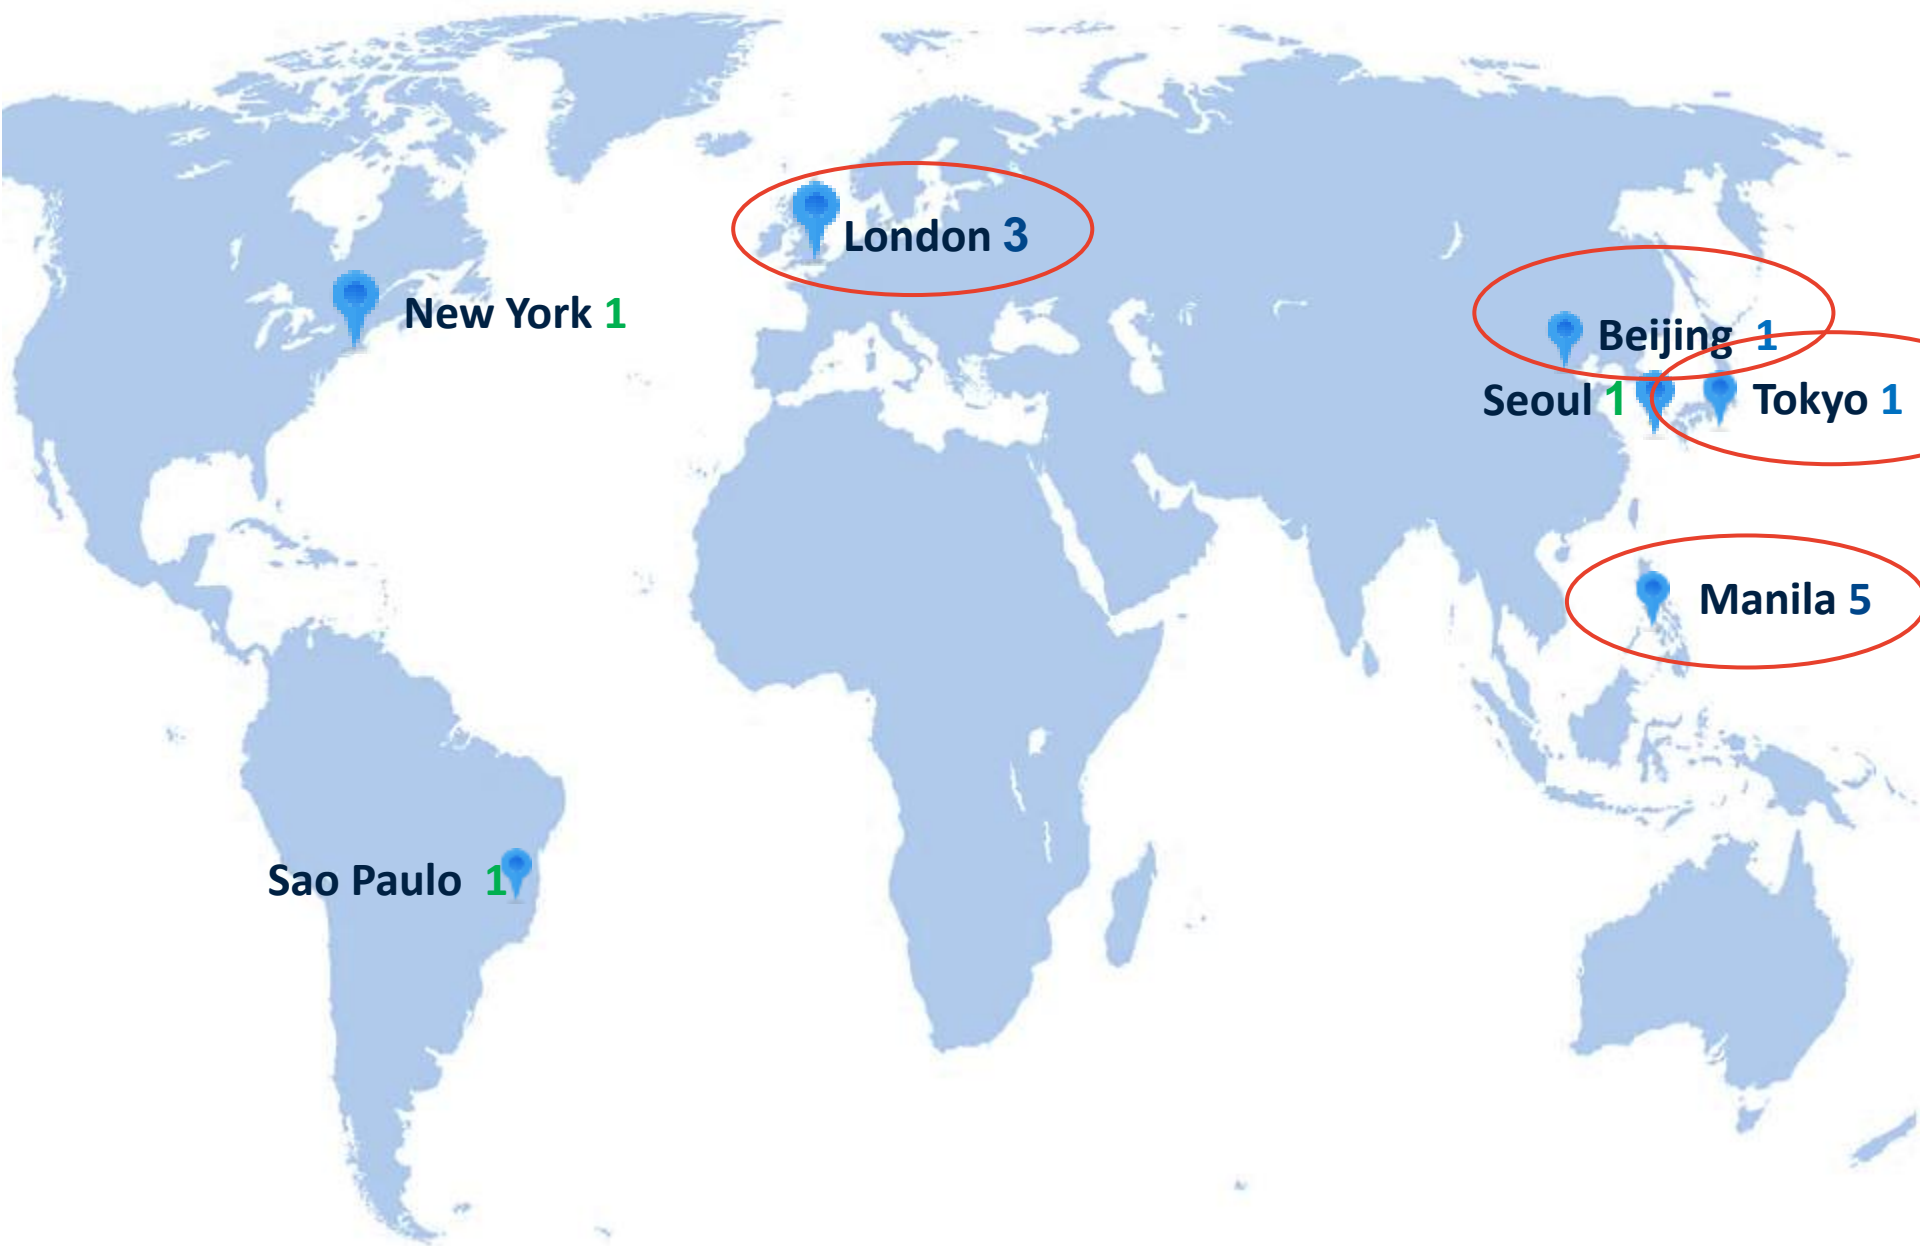 London 3
New York 1
Beijing 1
Seoul 1
Tokyo 1
Manila 5
Sao Paulo 1